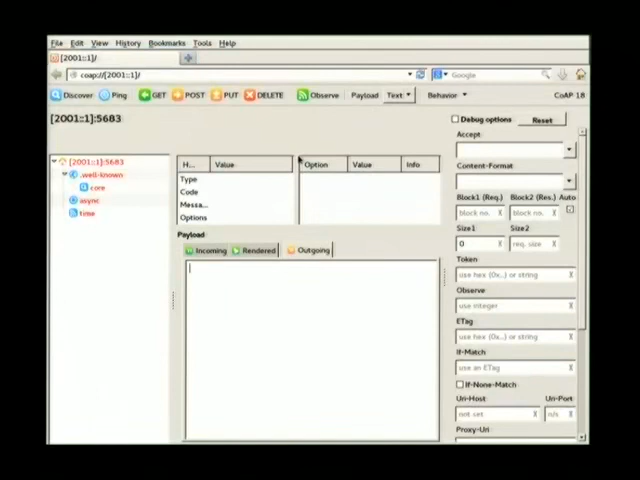 File Edit View History Bookmarks Tools Help
[2001::1]/
coap://[2001::1]/
Google
Discover Ping GET POST PUT DELETE Observe Payload Text Behavior CoAP 18
[2001::1]:5683
Debug options Reset
[2001::1]:5683
.well-known
core
async
time
H... Value
Type
Code
Messa...
Options
Option Value Info
Payload
Incoming Rendered Outgoing
Accept
Content-Format
Block1 (Req.) Block2 (Res.) Auto
block no. X block no. X
Size1 Size2
0 X req. size X
Token
use hex (0x..) or string X
Observe
use integer X
ETag
use hex (0x..) or string X
If-Match
use an ETag X
If-None-Match
Uri-Host Uri-Port
not set X n/s X
Proxy-Uri